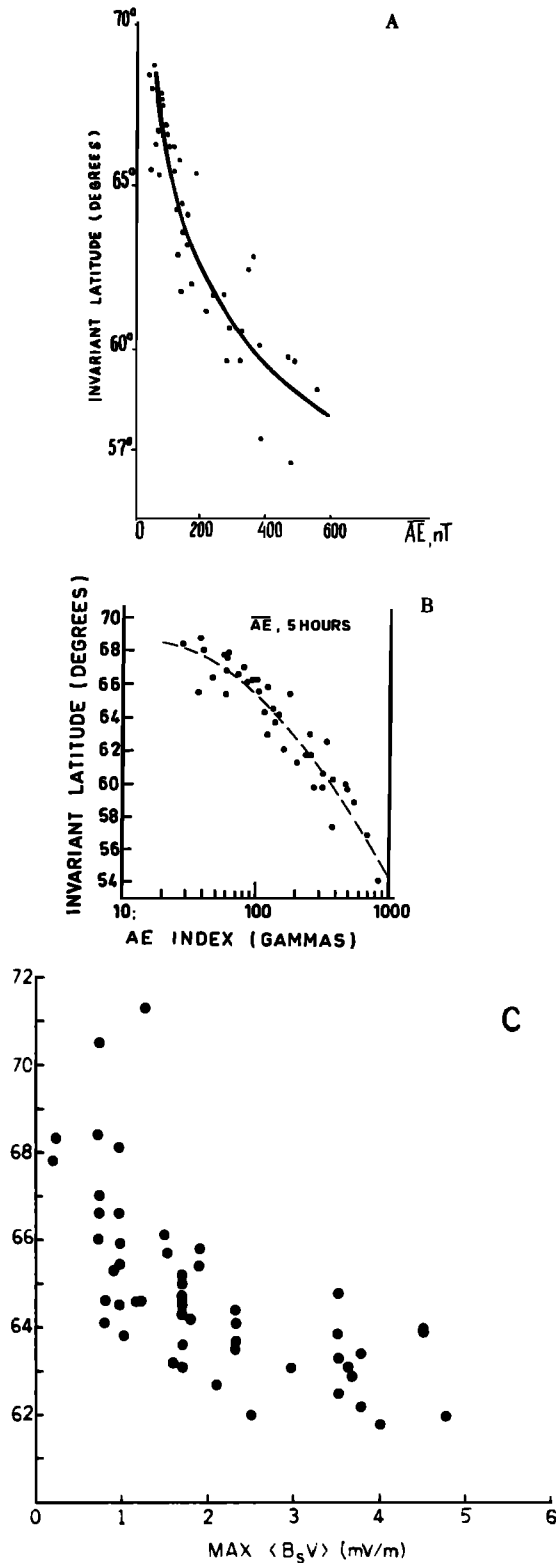 A
70°
65°
60°
57°
INVARIANT LATITUDE (DEGREES)
0 200 400 600 A̅E̅, nT
B
A̅E̅, 5 HOURS
70
68
66
64
62
60
58
56
54
INVARIANT LATITUDE (DEGREES)
10: 100 1000
AE INDEX (GAMMAS)
C
72
70
68
66
64
62
0 1 2 3 4 5 6
MAX ⟨BₛV⟩ (mV/m)